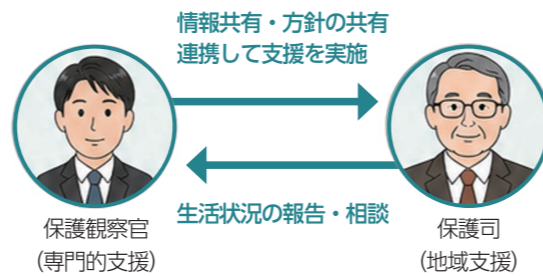 情報共有・方針の共有
連携して支援を実施
生活状況の報告・相談
保護観察官
(専門的支援)
保護司
(地域支援)